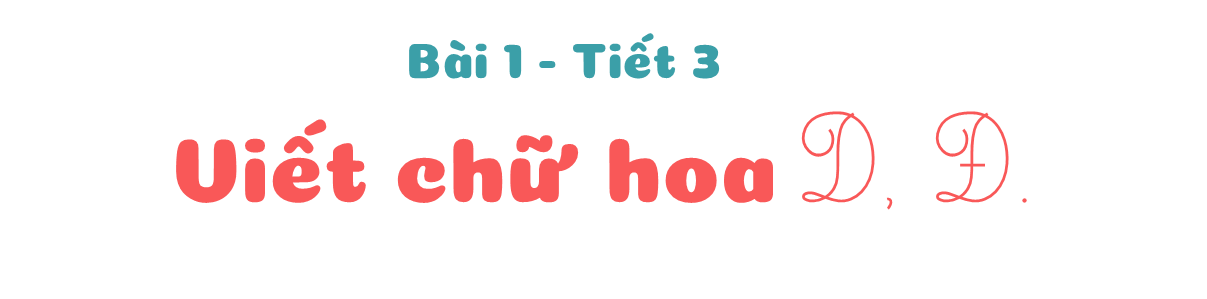 Bài 1 - Tiết 3
Viết chữ hoa D, Đ.